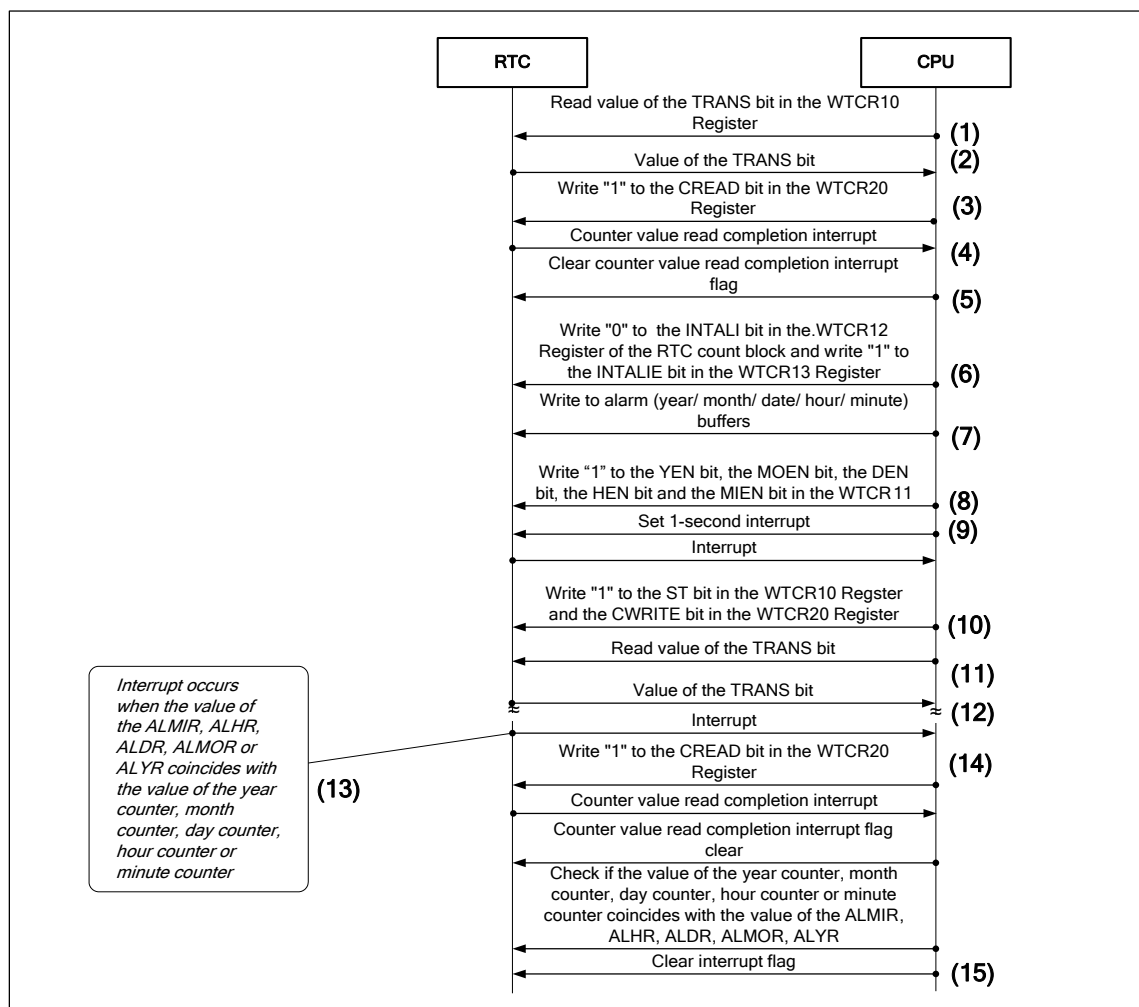 RTC
CPU
Read value of the TRANS bit in the WTCR10
Register
(1)
Value of the TRANS bit
(2)
Write "1" to the CREAD bit in the WTCR20
Register
(3)
Counter value read completion interrupt
(4)
Clear counter value read completion interrupt
flag
(5)
Write "0" to the INTALI bit in the.WTCR12
Register of the RTC count block and write "1" to
the INTALIE bit in the WTCR13 Register
(6)
Write to alarm (year/ month/ date/ hour/ minute)
buffers
(7)
Write “1” to the YEN bit, the MOEN bit, the DEN
bit, the HEN bit and the MIEN bit in the WTCR11
(8)
Set 1-second interrupt
(9)
Interrupt
Write "1" to the ST bit in the WTCR10 Regster
and the CWRITE bit in the WTCR20 Register
(10)
Read value of the TRANS bit
(11)
Value of the TRANS bit
(12)
Interrupt occurs
when the value of
the ALMIR, ALHR,
ALDR, ALMOR or
ALYR coincides with
the value of the year
counter, month
counter, day counter,
hour counter or
minute counter
(13)
Interrupt
Write "1" to the CREAD bit in the WTCR20
Register
(14)
Counter value read completion interrupt
Counter value read completion interrupt flag
clear
Check if the value of the year counter, month
counter, day counter, hour counter or minute
counter coincides with the value of the ALMIR,
ALHR, ALDR, ALMOR, ALYR
Clear interrupt flag
(15)